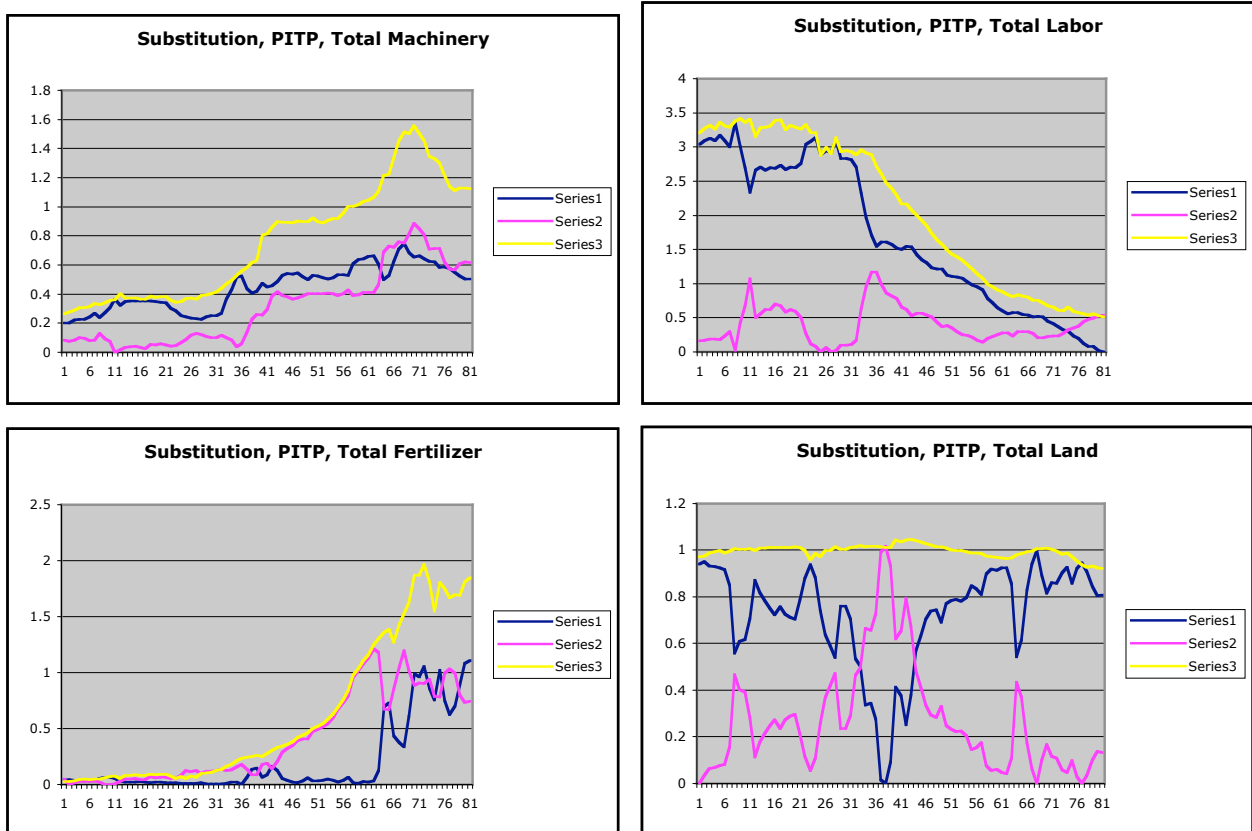 Substitution, PITP, Total Machinery
1.8
1.6
1.4
1.2
1
0.8
0.6
0.4
0.2
0
1 6 11 16 21 26 31 36 41 46 51 56 61 66 71 76 81
Series1
Series2
Series3
Substitution, PITP, Total Labor
4
3.5
3
2.5
2
1.5
1
0.5
0
1 6 11 16 21 26 31 36 41 46 51 56 61 66 71 76 81
Series1
Series2
Series3
Substitution, PITP, Total Fertilizer
2.5
2
1.5
1
0.5
0
1 6 11 16 21 26 31 36 41 46 51 56 61 66 71 76 81
Series1
Series2
Series3
Substitution, PITP, Total Land
1.2
1
0.8
0.6
0.4
0.2
0
1 6 11 16 21 26 31 36 41 46 51 56 61 66 71 76 81
Series1
Series2
Series3